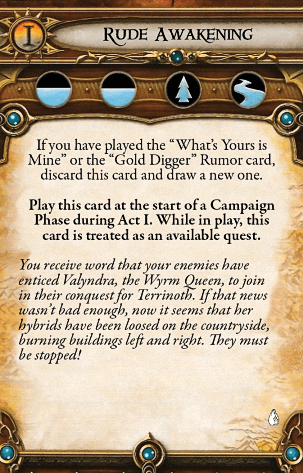 I
RUDE AWAKENING
If you have played the “What’s Yours is
Mine” or the “Gold Digger” Rumor card,
discard this card and draw a new one.
Play this card at the start of a Campaign
Phase during Act I. While in play, this
card is treated as an available quest.
You receive word that your enemies have
enticed Valyndra, the Wyrm Queen, to join
in their conquest for Terrinoth. If that news
wasn’t bad enough, now it seems that her
hybrids have been loosed on the countryside,
burning buildings left and right. They must
be stopped!